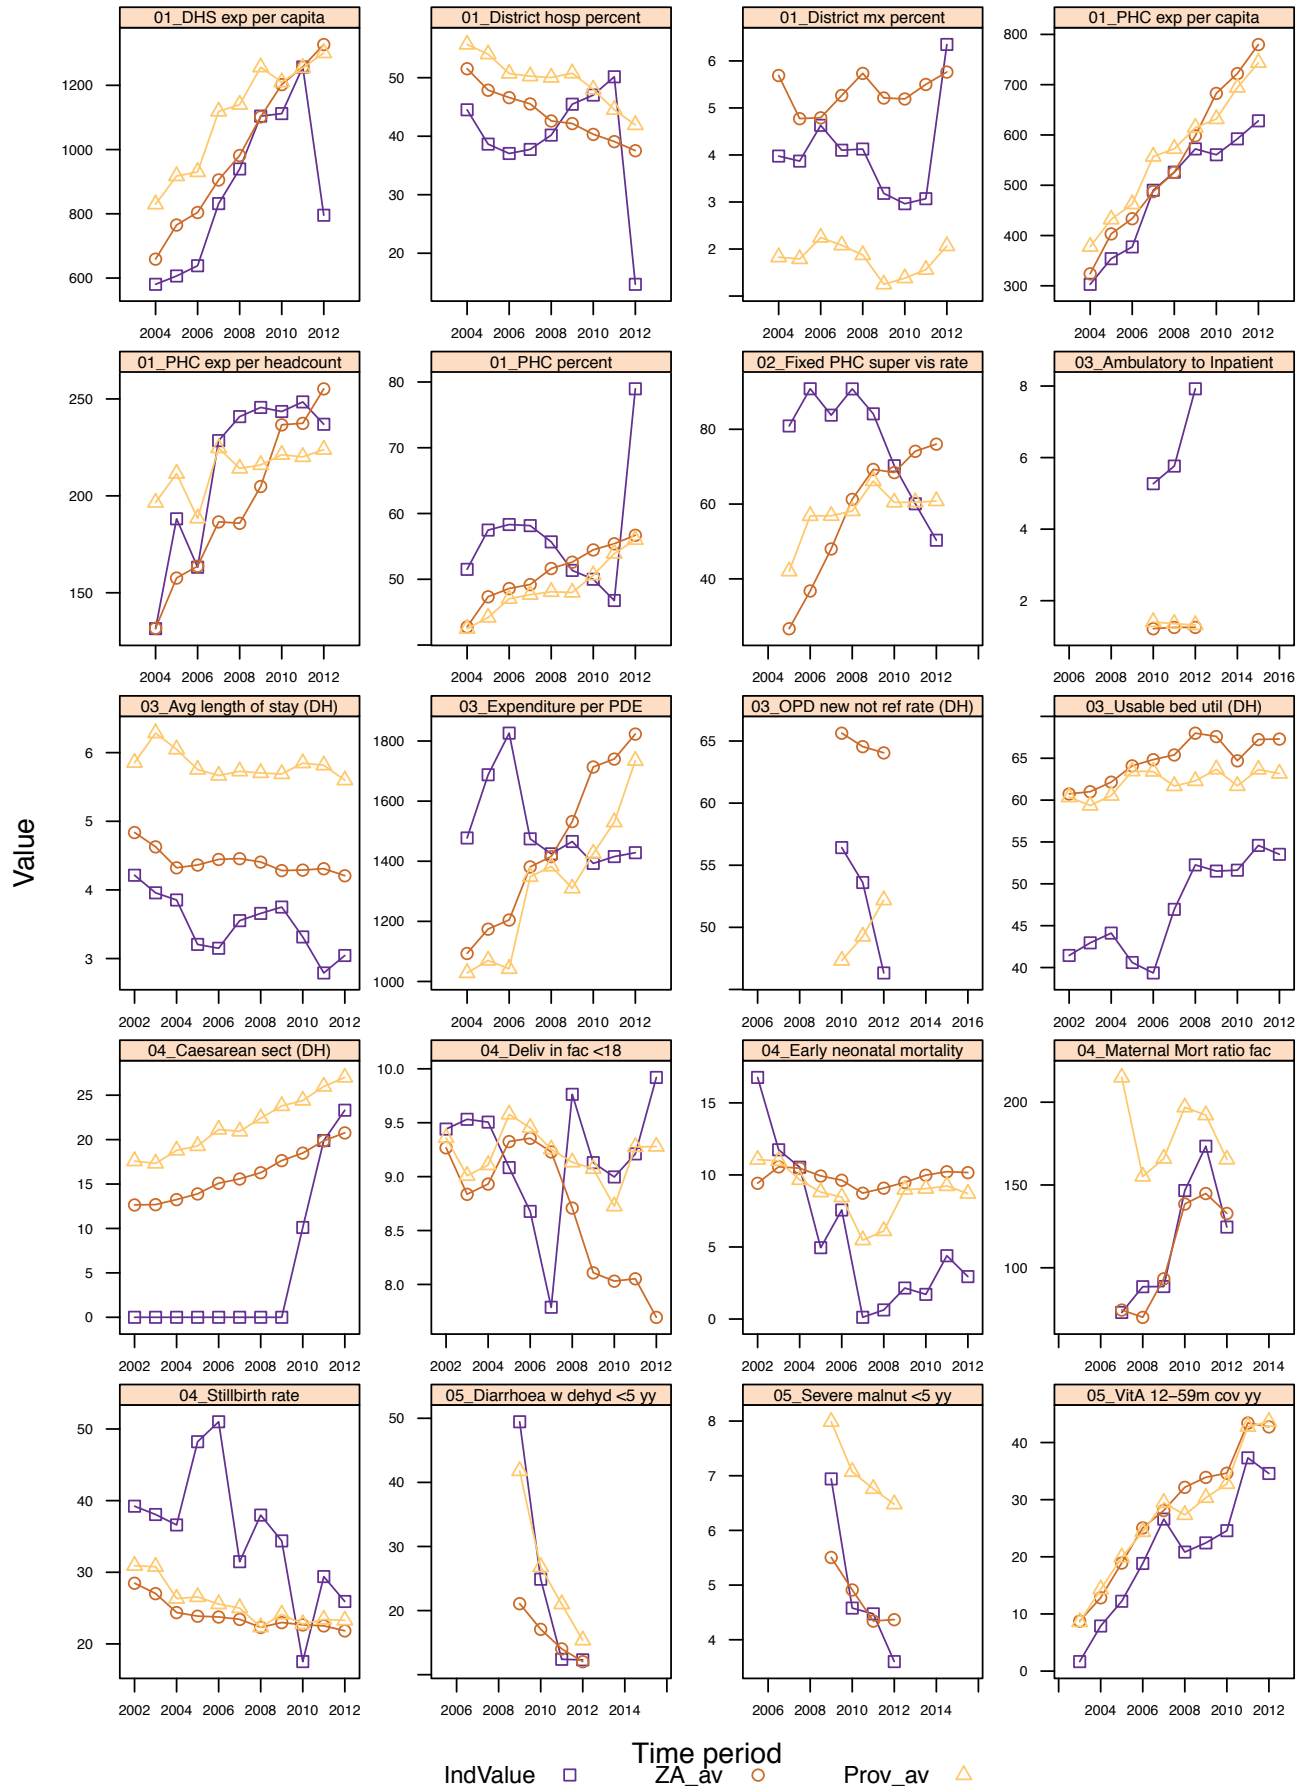 01_DHS exp per capita 01_District hosp percent 01_District mx percent 01_PHC exp per capita
600 800 1000 1200
20 30 40 50
2 3 4 5 6
300 400 500 600 700 800
2004 2006 2008 2010 2012 2004 2006 2008 2010 2012 2004 2006 2008 2010 2012 2004 2006 2008 2010 2012
01_PHC exp per headcount 01_PHC percent 02_Fixed PHC super vis rate 03_Ambulatory to Inpatient
150 200 250
50 60 70 80
40 60 80
2 4 6 8
2004 2006 2008 2010 2012 2004 2006 2008 2010 2012 2004 2006 2008 2010 2012 2006 2008 2010 2012 2014 2016
03_Avg length of stay (DH) 03_Expenditure per PDE 03_OPD new not ref rate (DH) 03_Usable bed util (DH)
3 4 5 6
1000 1200 1400 1600 1800
50 55 60 65
40 45 50 55 60 65
2002 2004 2006 2008 2010 2012 2004 2006 2008 2010 2012 2006 2008 2010 2012 2014 2016 2002 2004 2006 2008 2010 2012
04_Caesarean sect (DH) 04_Deliv in fac <18 04_Early neonatal mortality 04_Maternal Mort ratio fac
0 5 10 15 20 25
8.0 8.5 9.0 9.5 10.0
0 5 10 15
100 150 200
2002 2004 2006 2008 2010 2012 2002 2004 2006 2008 2010 2012 2002 2004 2006 2008 2010 2012 2006 2008 2010 2012 2014
04_Stillbirth rate 05_Diarrhoea w dehyd <5 yy 05_Severe malnut <5 yy 05_VitA 12–59m cov yy
20 30 40 50
20 30 40 50
4 5 6 7 8
0 10 20 30 40
2002 2004 2006 2008 2010 2012 2006 2008 2010 2012 2014 2006 2008 2010 2012 2014 2004 2006 2008 2010 2012
Value
Time period
IndValue ZA_av Prov_av